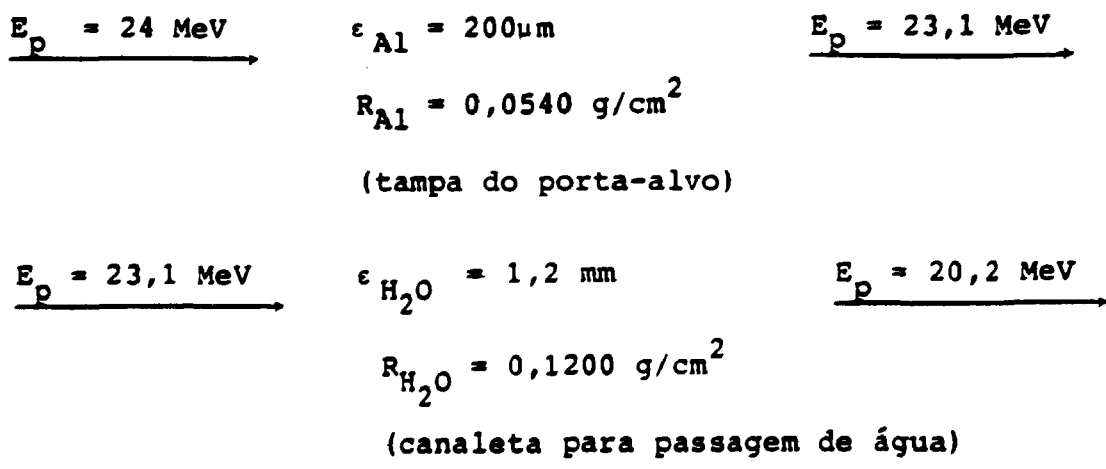 E_p = 24 MeV ε_Al = 200μm E_p = 23,1 MeV
R_Al = 0,0540 g/cm²
(tampa do porta-alvo)
E_p = 23,1 MeV ε_H₂O = 1,2 mm E_p = 20,2 MeV
R_H₂O = 0,1200 g/cm²
(canaleta para passagem de água)